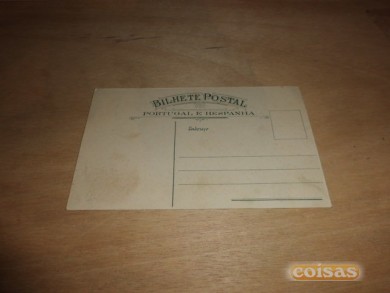 BILHETE POSTAL
PORTUGAL E HESPANHA
coisas